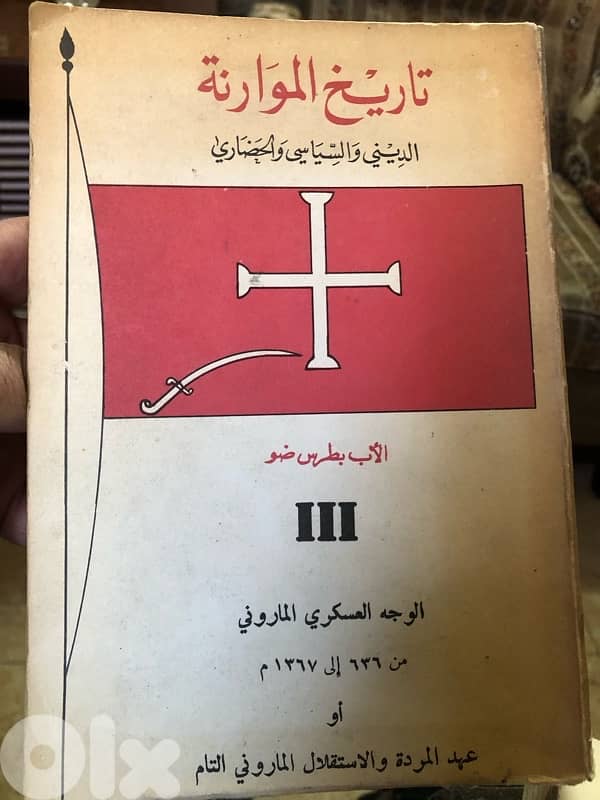 تاريخ الموارنة
الديني والسياسي والحضاري
الأب بطرس ضو
III
الوجه العسكري الماروني
من ٦٣٦ إلى ١٣٦٧ م
أو
عهد المردة والاستقلال الماروني التام
Olx